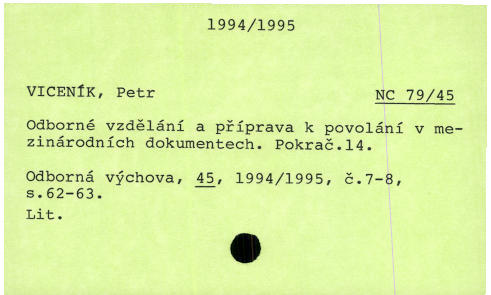 1994/1995
VICENÍK, Petr NC 79/45
Odborné vzdělání a příprava k povolání v me-
zinárodních dokumentech. Pokrač.14.
Odborná výchova, 45, 1994/1995, č.7-8,
s.62-63.
Lit.